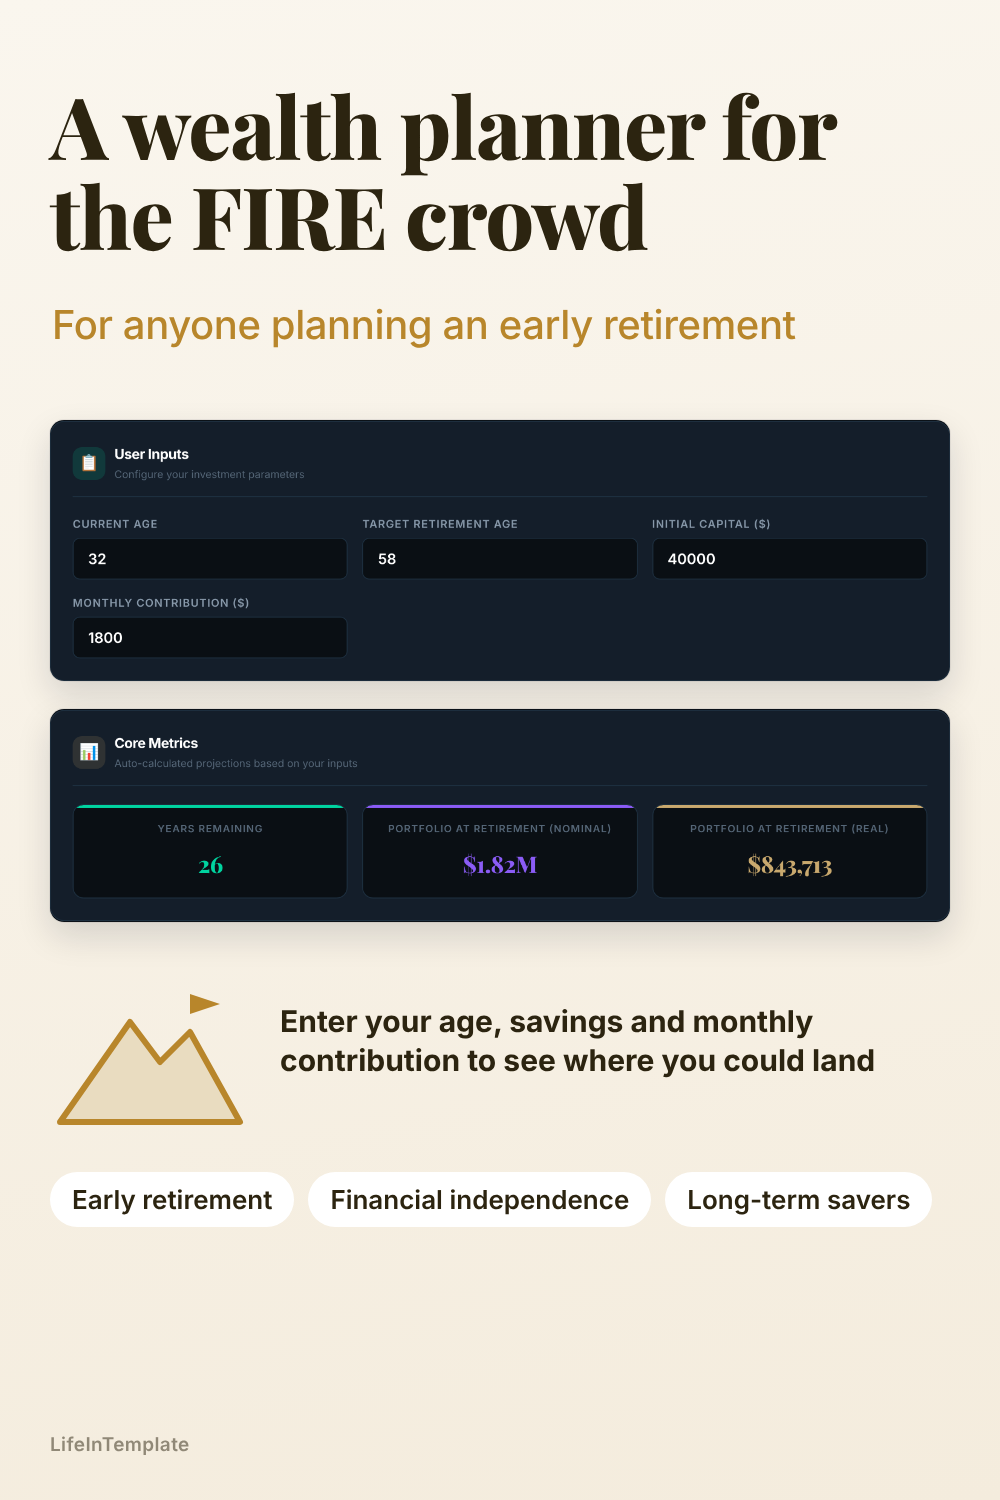 A wealth planner for
the FIRE crowd
For anyone planning an early retirement
User Inputs
Configure your investment parameters
CURRENT AGE
TARGET RETIREMENT AGE
INITIAL CAPITAL ($)
32
58
40000
MONTHLY CONTRIBUTION ($)
1800
Core Metrics
Auto-calculated projections based on your inputs
YEARS REMAINING
PORTFOLIO AT RETIREMENT (NOMINAL)
PORTFOLIO AT RETIREMENT (REAL)
26
$1.82M
$843,713
Enter your age, savings and monthly
contribution to see where you could land
Early retirement
Financial independence
Long-term savers
LifeInTemplate